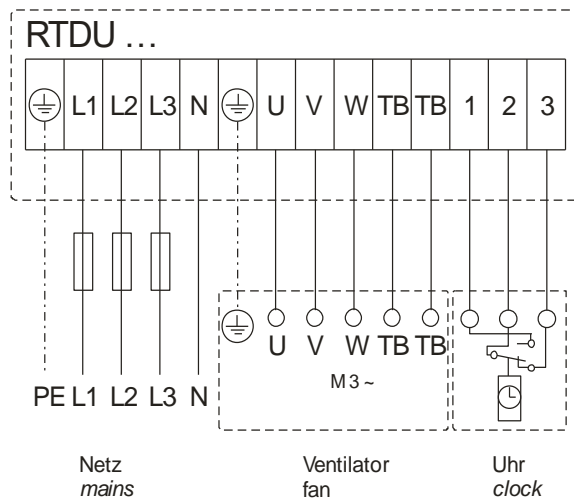 RTDU ...
L1 L2 L3 N U V W TB TB 1 2 3
U V W TB TB
M 3 ~
PE L1 L2 L3 N
Netz Ventilator Uhr
mains fan clock